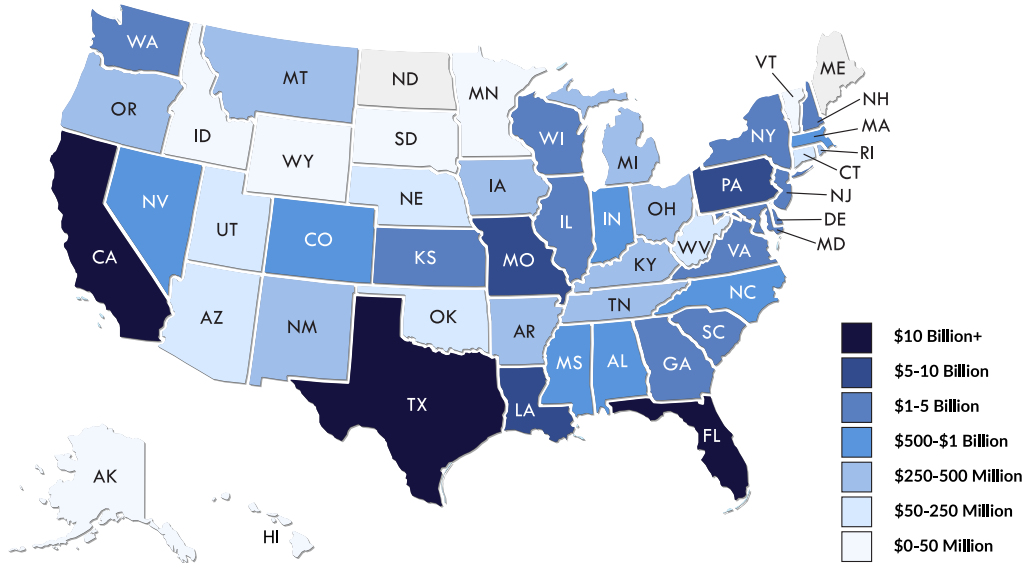 WA
MT
ND
MN
VT
ME
OR
ID
SD
WI
NY
NH
MA
WY
MI
RI
CT
IA
PA
NV
NE
NJ
UT
IL
IN
OH
DE
CA
CO
KS
MO
WV
VA
MD
KY
NC
AZ
NM
OK
AR
TN
SC
MS
AL
GA
TX
LA
FL
AK
HI
$10 Billion+
$5-10 Billion
$1-5 Billion
$500-$1 Billion
$250-500 Million
$50-250 Million
$0-50 Million